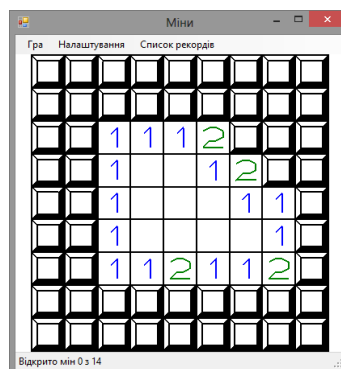 Міни
Гра Налаштування Список рекордів
1 1 1 2
1 1 2
1 1 1
1 1
1 1 2 1 1 2
Відкрито мін 0 з 14